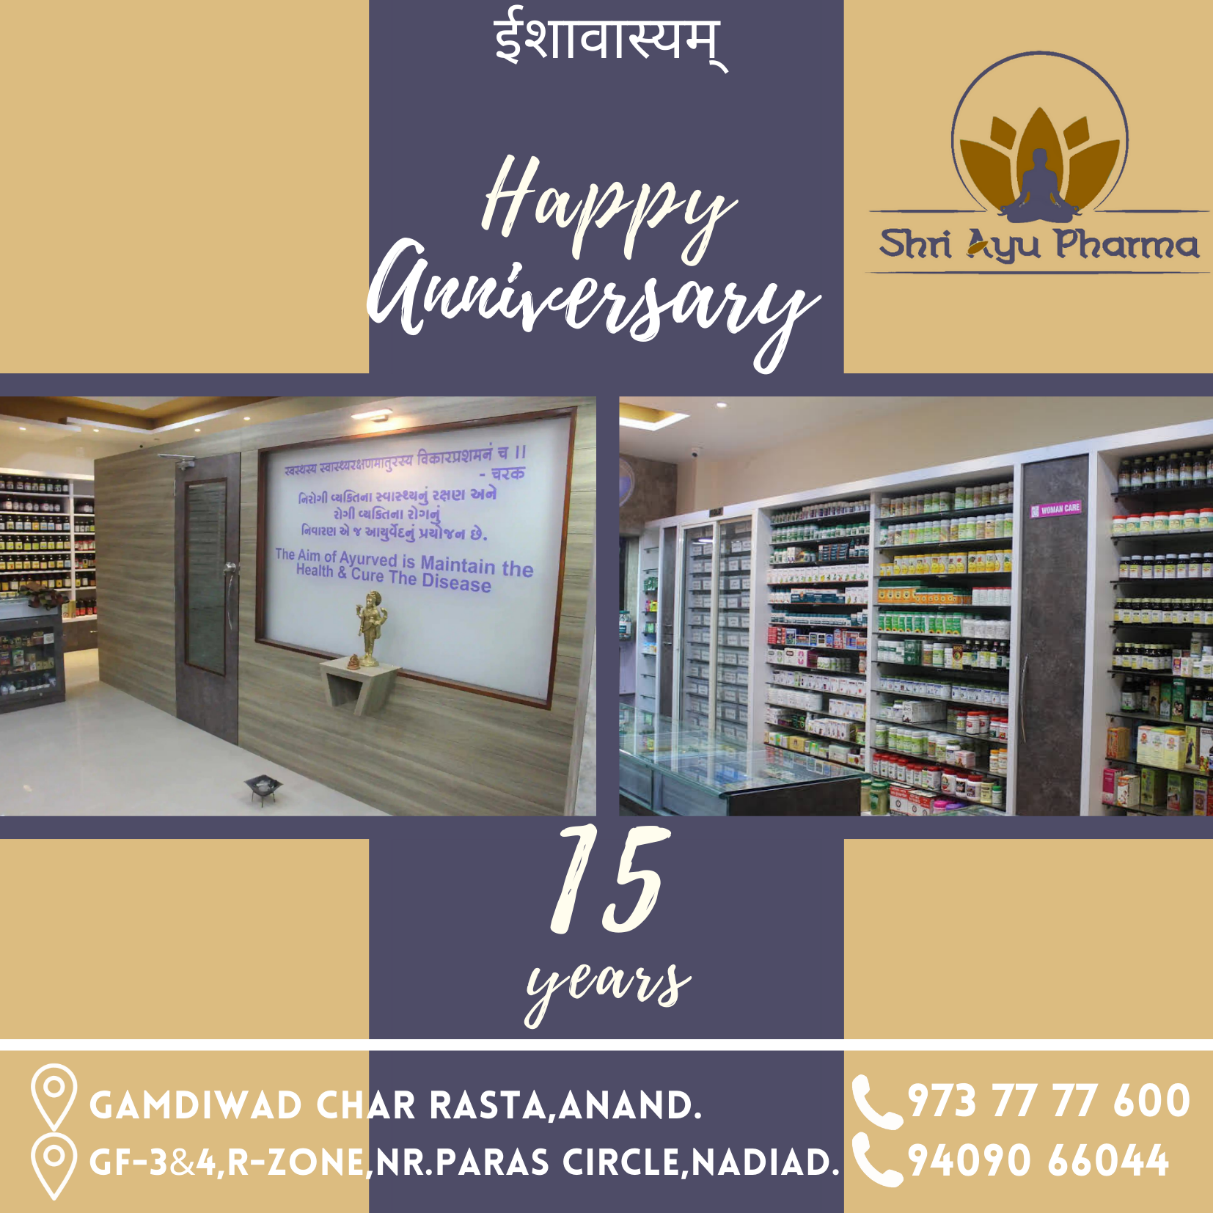 ईशावास्यम्
Happy
Anniversary
Shri Ayu Pharma
स्वस्थस्य स्वास्थ्यरक्षणमातुरस्य विकारप्रशमनं च ||
- चरक
નિરોગી વ્યકિતના સ્વાસ્થ્યનું રક્ષણ અને
રોગી વ્યકિતના રોગનું
નિવારણ એ જ આયુર્વેદનું પ્રયોજન છે.
The Aim of Ayurved is Maintain the
Health & Cure The Disease
WOMAN CARE
15
years
GAMDIWAD CHAR RASTA,ANAND.
973 77 77 600
GF-3&4,R-ZONE,NR.PARAS CIRCLE,NADIAD.
94090 66044